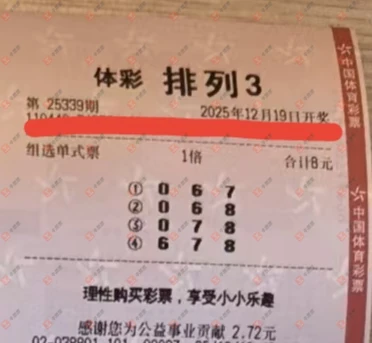 体彩 排列3
第 25339期 2025年12月19日开奖
组选单式票 1倍 合计8元
① 0 6 7
② 0 6 8
③ 0 7 8
④ 6 7 8
理性购买彩票，享受小小乐趣
感谢您为公益事业贡献 2.72元
中国体育彩票
中国体育彩票